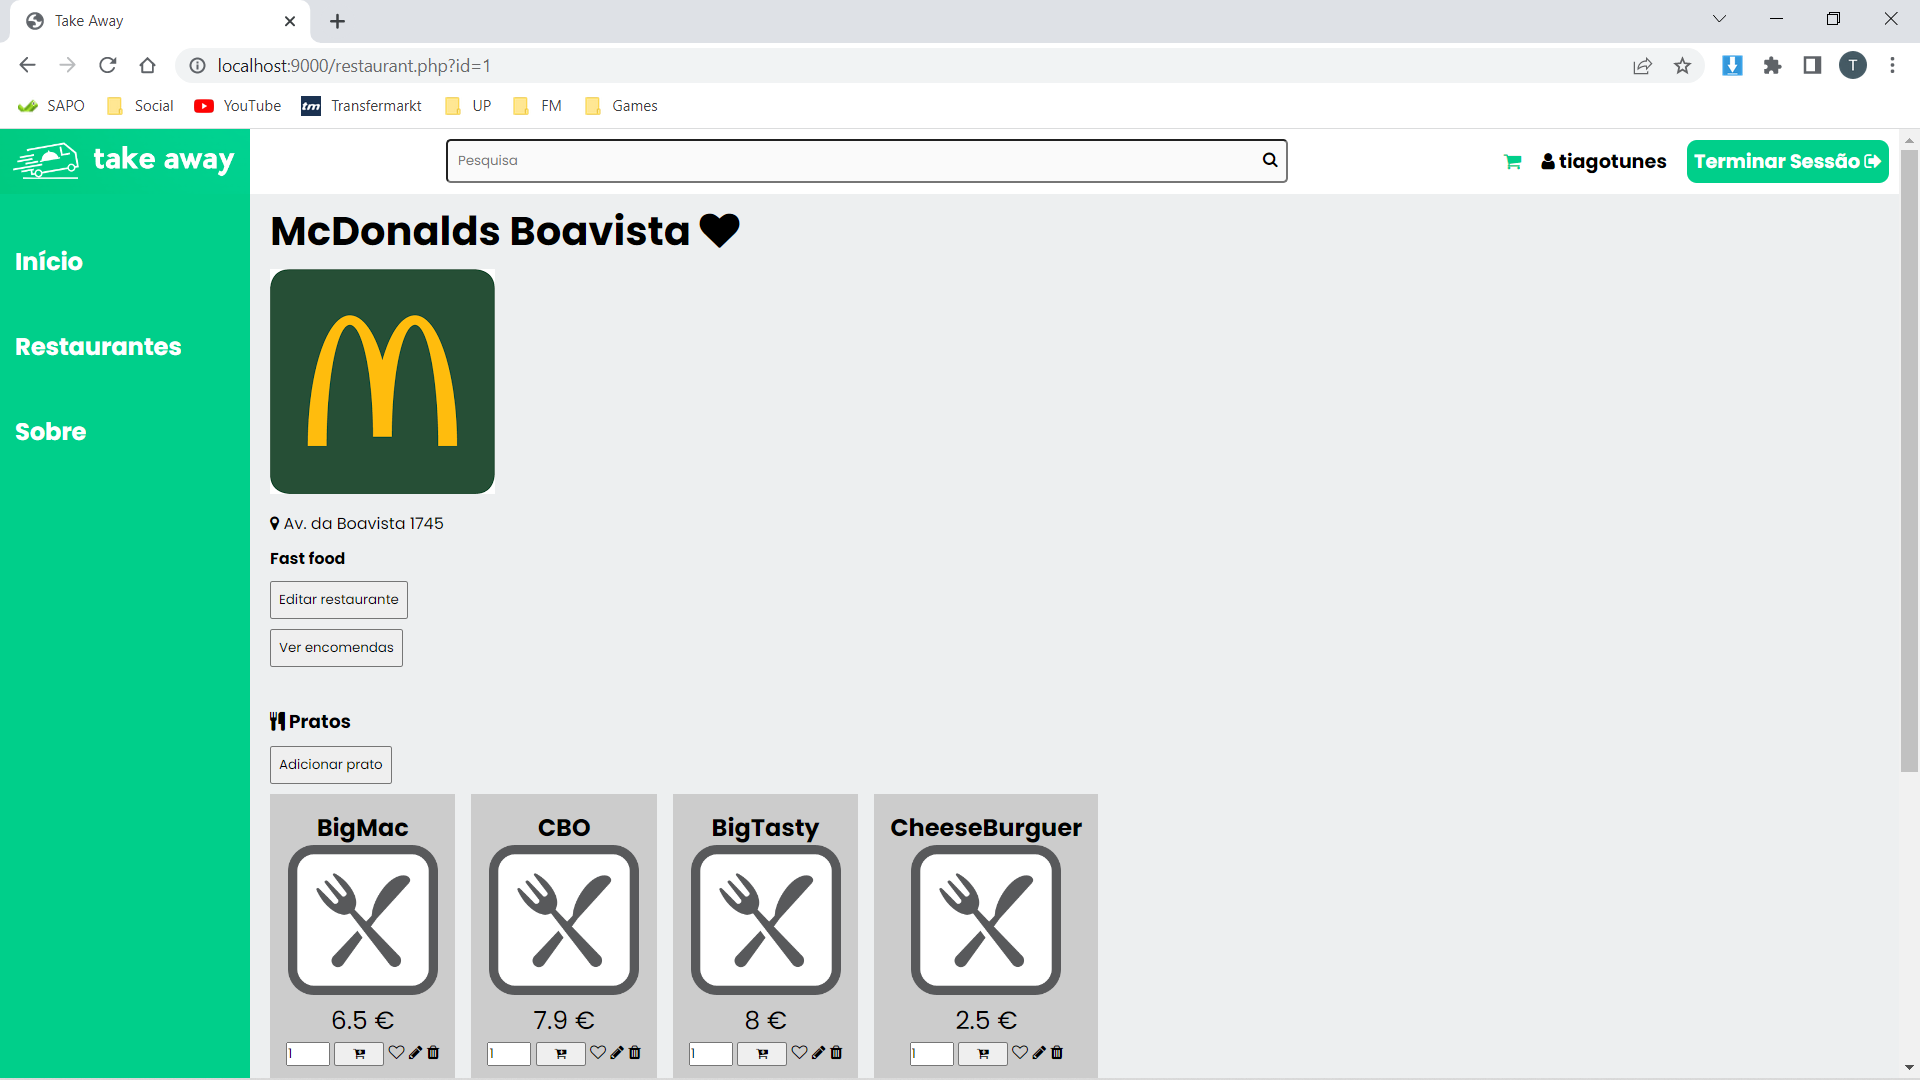 Take Away
localhost:9000/restaurant.php?id=1
T
SAPO Social YouTube tm Transfermarkt UP FM Games
take away
Pesquisa
tiagotunes
Terminar Sessão
Início
Restaurantes
Sobre
McDonalds Boavista
Av. da Boavista 1745
Fast food
Editar restaurante
Ver encomendas
Pratos
Adicionar prato
BigMac CBO BigTasty CheeseBurguer
6.5 € 7.9 € 8 € 2.5 €
1 1 1 1